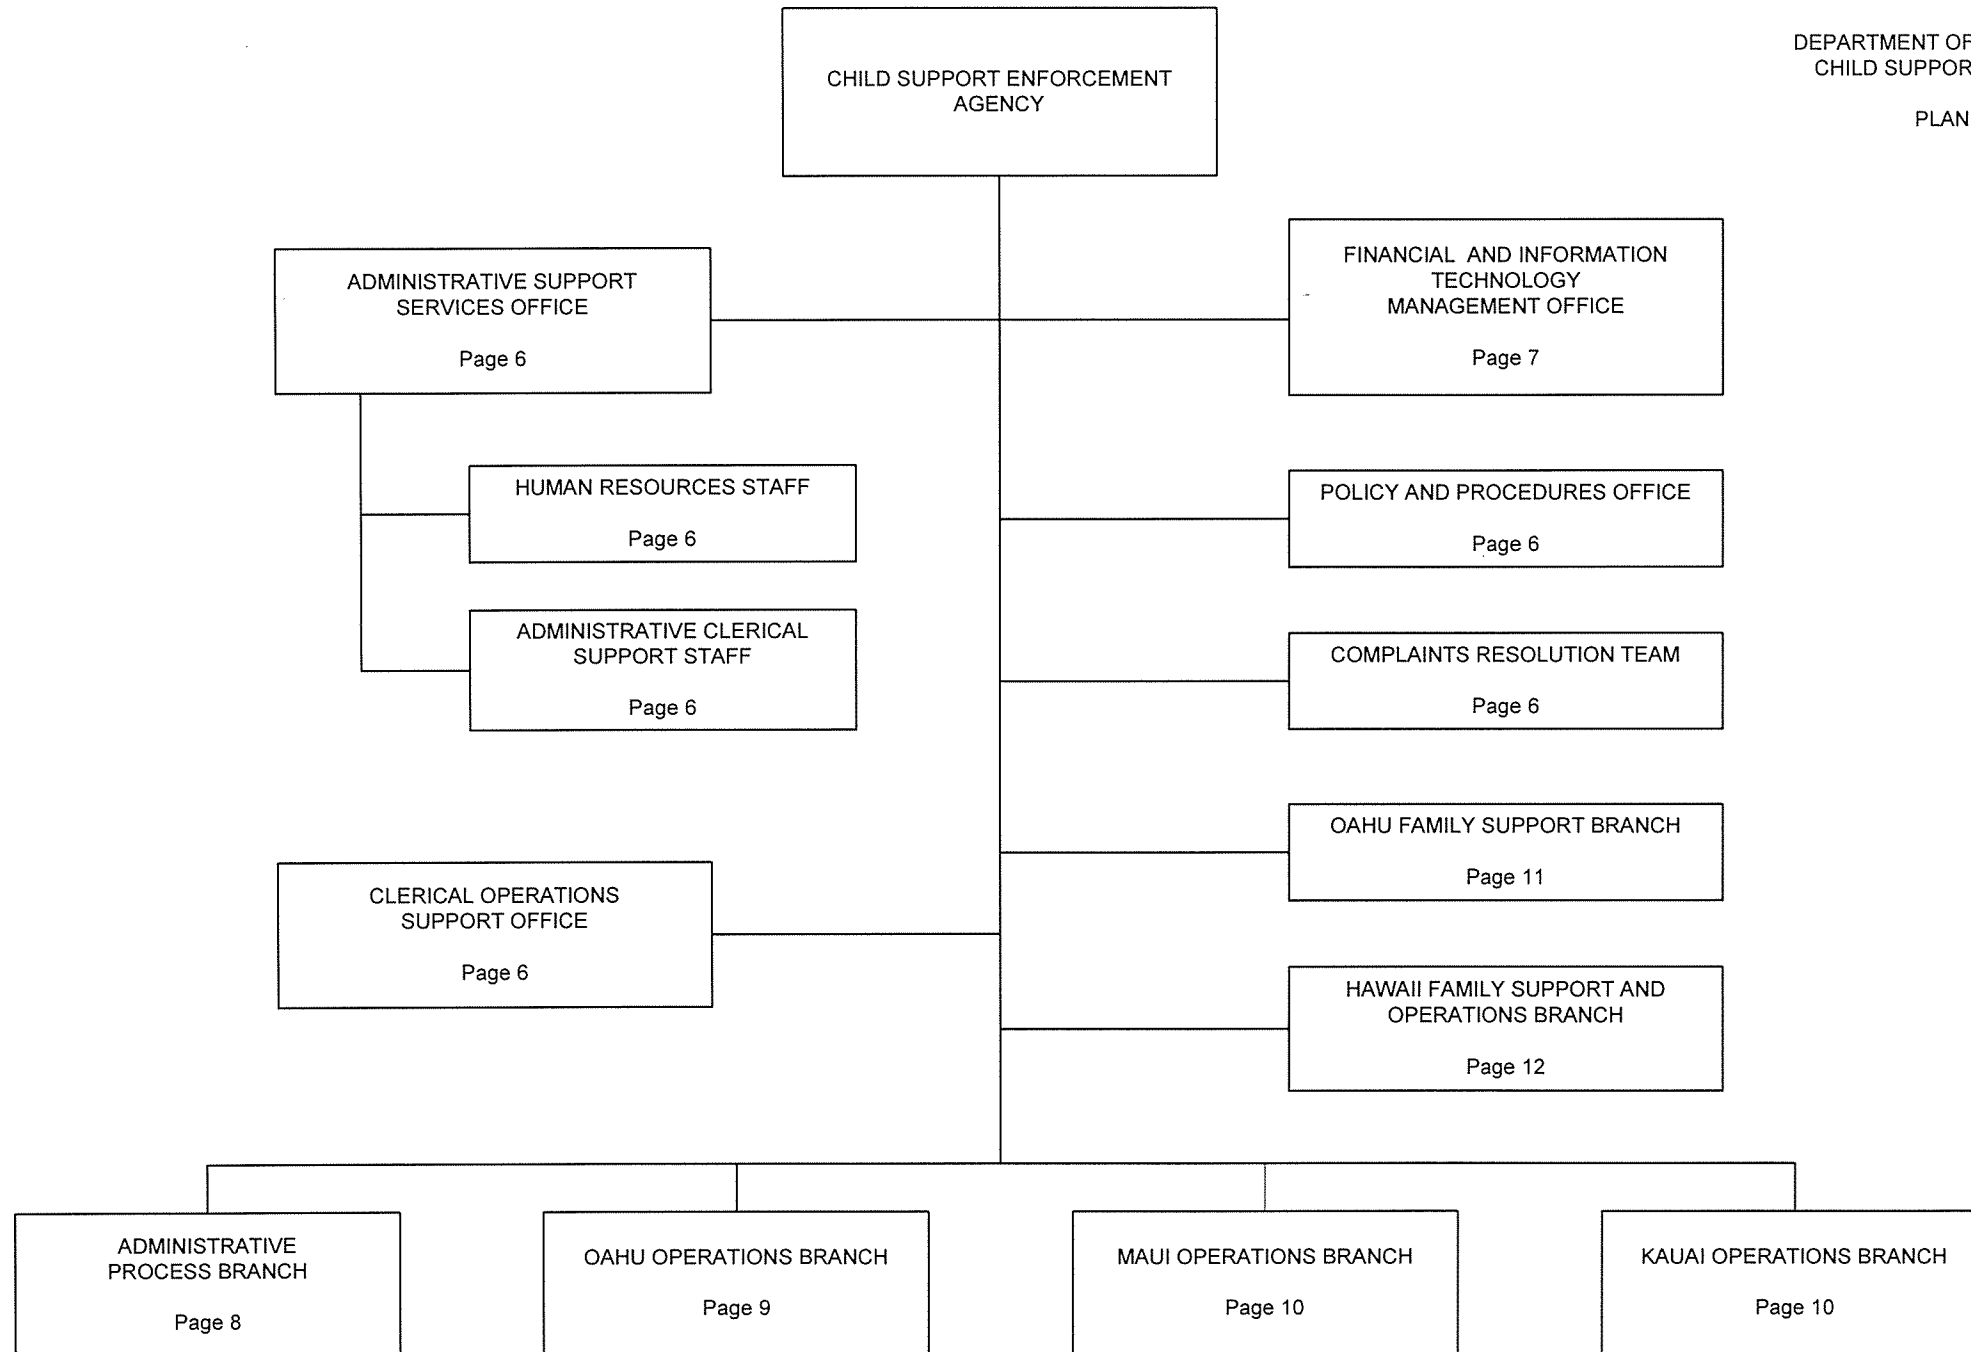 DEPARTMENT OF
CHILD SUPPOR
PLAN
CHILD SUPPORT ENFORCEMENT
AGENCY
ADMINISTRATIVE SUPPORT
SERVICES OFFICE
Page 6
FINANCIAL AND INFORMATION
TECHNOLOGY
MANAGEMENT OFFICE
Page 7
HUMAN RESOURCES STAFF
Page 6
POLICY AND PROCEDURES OFFICE
Page 6
ADMINISTRATIVE CLERICAL
SUPPORT STAFF
Page 6
COMPLAINTS RESOLUTION TEAM
Page 6
OAHU FAMILY SUPPORT BRANCH
Page 11
CLERICAL OPERATIONS
SUPPORT OFFICE
Page 6
HAWAII FAMILY SUPPORT AND
OPERATIONS BRANCH
Page 12
ADMINISTRATIVE
PROCESS BRANCH
Page 8
OAHU OPERATIONS BRANCH
Page 9
MAUI OPERATIONS BRANCH
Page 10
KAUAI OPERATIONS BRANCH
Page 10